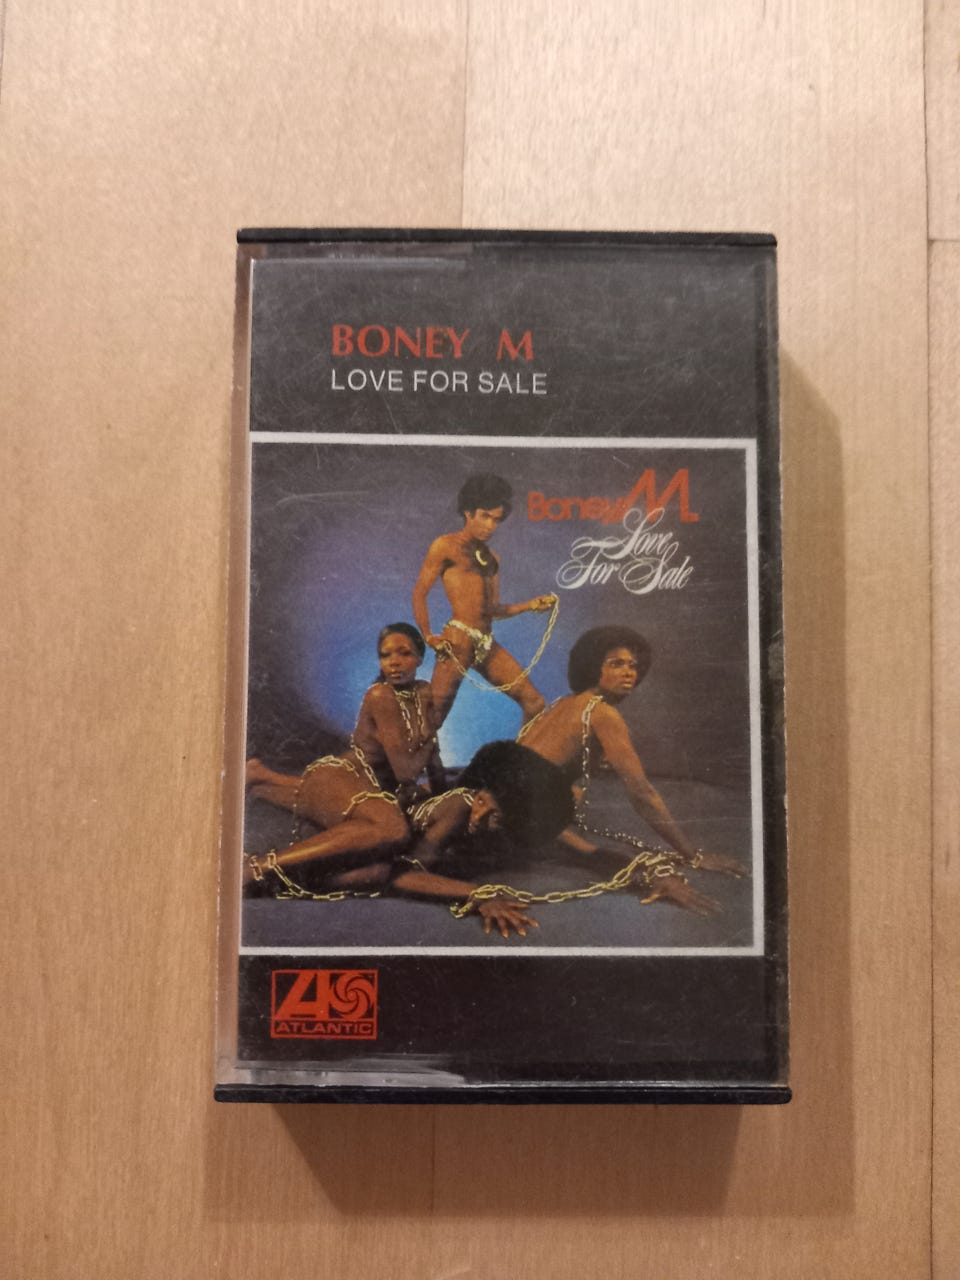 BONEY M
LOVE FOR SALE
Boney M.
Love
For Sale
ATLANTIC